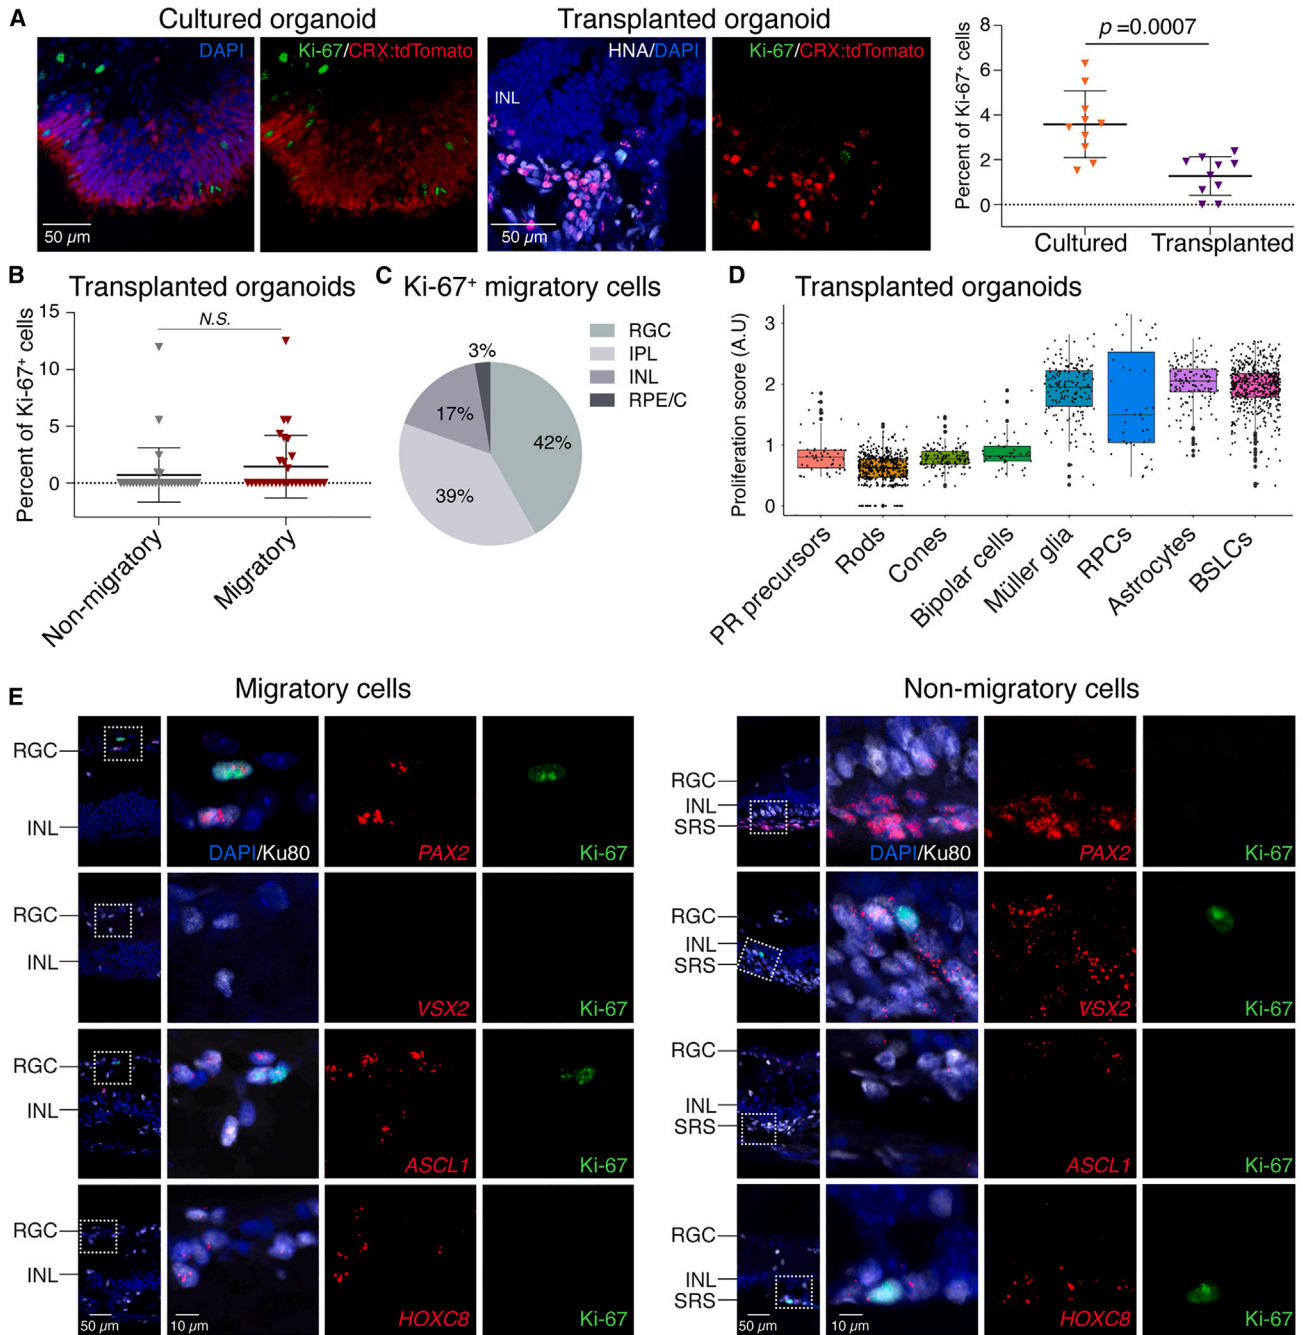 A
Cultured organoid
Transplanted organoid
DAPI
Ki-67/CRX:tdTomato
HNA/DAPI
Ki-67/CRX:tdTomato
INL
50 µm
50 µm
Percent of Ki-67⁺ cells
8
6
4
2
0
p =0.0007
Cultured
Transplanted
B
Transplanted organoids
Percent of Ki-67⁺ cells
15
10
5
0
N.S.
Non-migratory
Migratory
C
Ki-67⁺ migratory cells
3%
17%
42%
39%
RGC
IPL
INL
RPE/C
D
Transplanted organoids
Proliferation score (A.U)
3
2
1
0
PR precursors
Rods
Cones
Bipolar cells
Müller glia
RPCs
Astrocytes
BSLCs
E
Migratory cells
Non-migratory cells
RGC
INL
DAPI/Ku80
PAX2
Ki-67
RGC
INL
SRS
DAPI/Ku80
PAX2
Ki-67
RGC
INL
VSX2
Ki-67
RGC
INL
SRS
VSX2
Ki-67
RGC
INL
ASCL1
Ki-67
RGC
INL
SRS
ASCL1
Ki-67
RGC
INL
50 µm
10 µm
HOXC8
Ki-67
RGC
INL
SRS
50 µm
10 µm
HOXC8
Ki-67